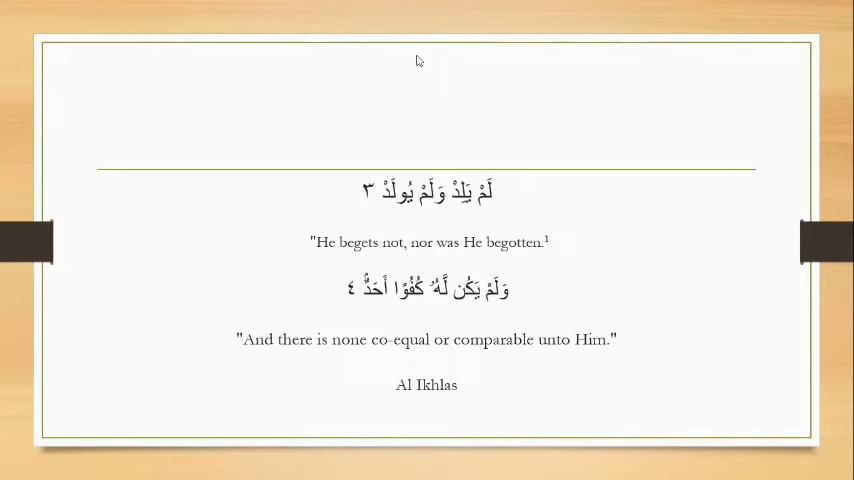 لَمْ يَلِدْ وَلَمْ يُولَدْ ٣
"He begets not, nor was He begotten.¹
وَلَمْ يَكُن لَّهُۥ كُفُوًا أَحَدٌۢ ٤
"And there is none co-equal or comparable unto Him."
Al Ikhlas